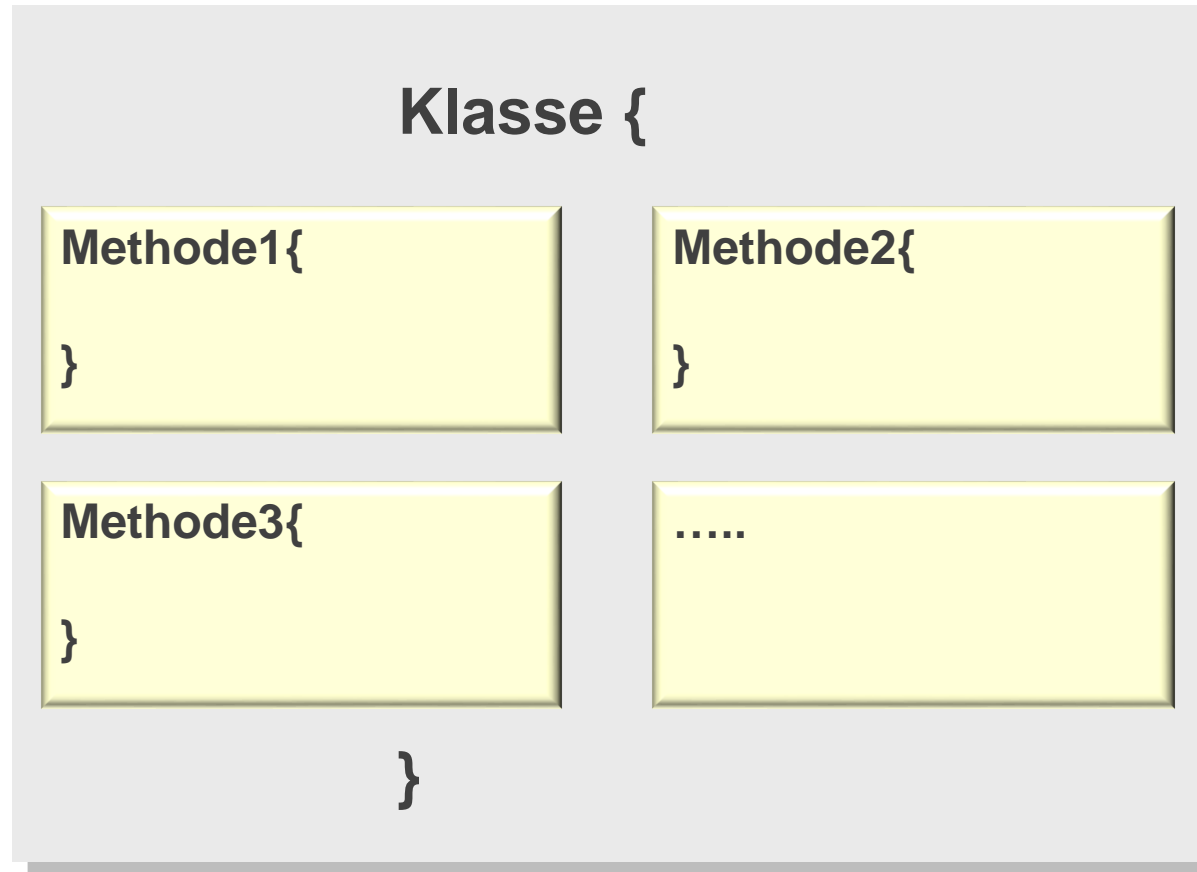 Klasse {
Methode1{
}
Methode2{
}
Methode3{
}
…..
}